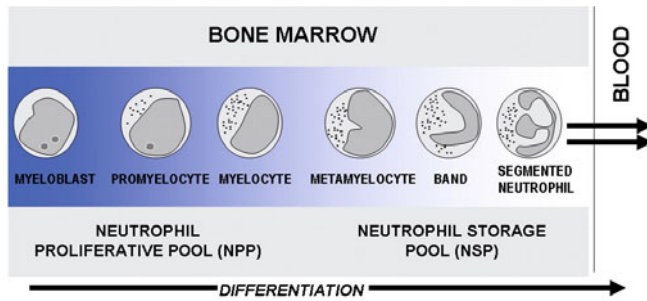 BONE MARROW
BLOOD
MYELOBLAST
PROMYELOCYTE
MYELOCYTE
METAMYELOCYTE
BAND
SEGMENTED
NEUTROPHIL
NEUTROPHIL
PROLIFERATIVE POOL (NPP)
NEUTROPHIL STORAGE
POOL (NSP)
DIFFERENTIATION